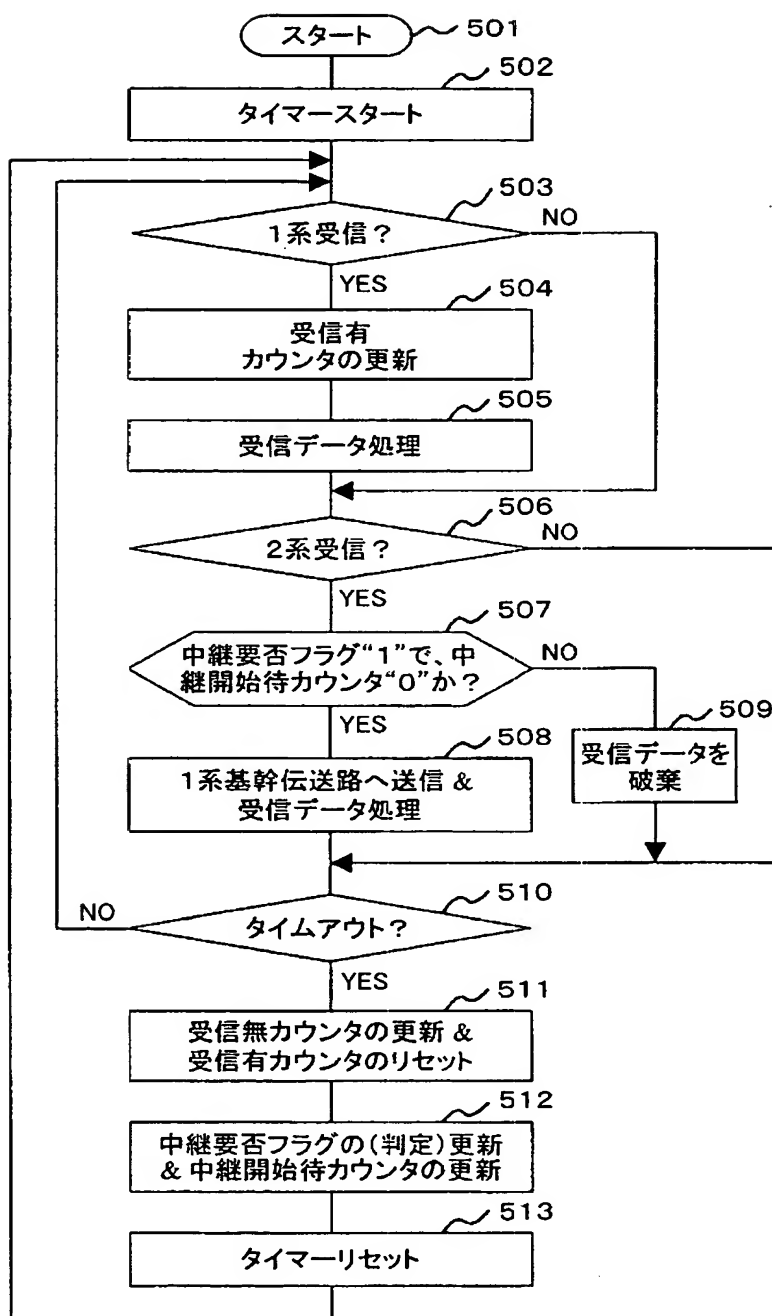 スタート 501
502
タイマースタート
503
1系受信? NO
YES
504
受信有
カウンタの更新
505
受信データ処理
506
2系受信? NO
YES
507
中継要否フラグ“1”で、中
継開始待カウンタ“0”か? NO
YES
508
1系基幹伝送路へ送信 &
受信データ処理
509
受信データを
破棄
510
NO タイムアウト?
YES
511
受信無カウンタの更新 &
受信有カウンタのリセット
512
中継要否フラグの(判定)更新
& 中継開始待カウンタの更新
513
タイマーリセット